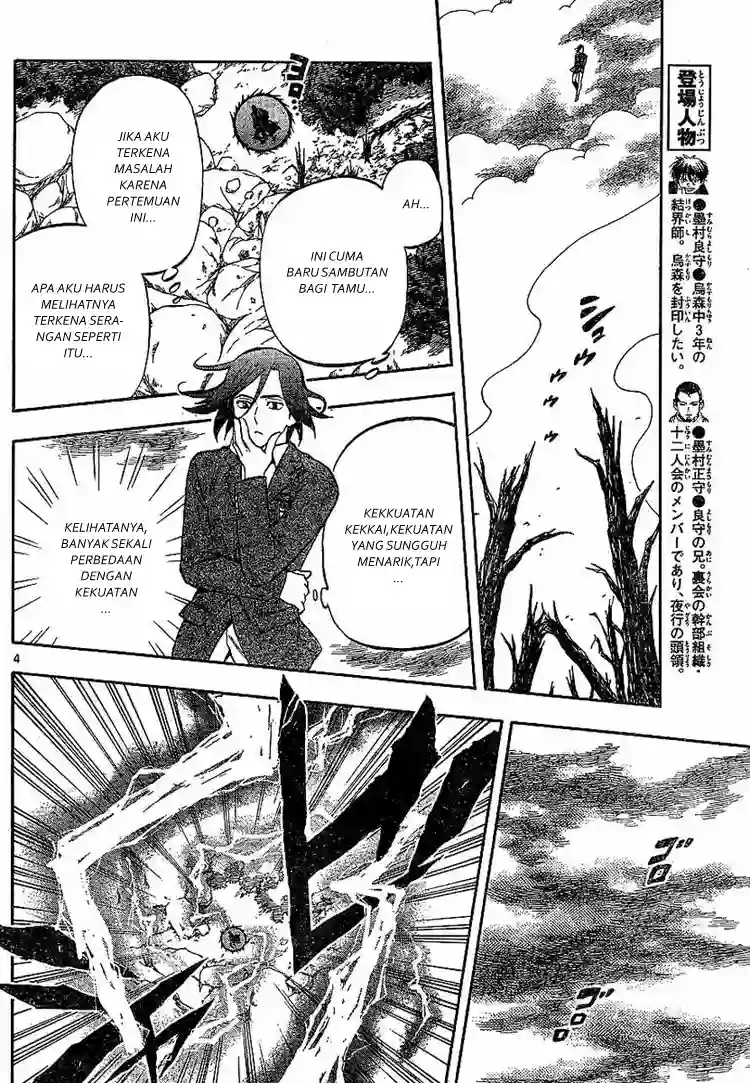 登場人物
●墨村良守●烏森中3年の
結界師。烏森を封印したい。
●墨村正守●良守の兄。裏会の幹部組織・
十二人会のメンバーであり、夜行の頭領。
AH...
INI CUMA
BARU SAMBUTAN
BAGI TAMU...
JIKA AKU
TERKENA
MASALAH
KARENA
PERTEMUAN
INI...
APA AKU HARUS
MELIHATNYA
TERKENA SERA-
NGAN SEPERTI
ITU...
KEKKUATAN
KEKKAI,KEKUATAN
YANG SUNGGUH
MENARIK,TAPI
...
KELIHATANYA,
BANYAK SEKALI
PERBEDAAN
DENGAN
KEKUATAN
...
4
ゴロ
ゴロ